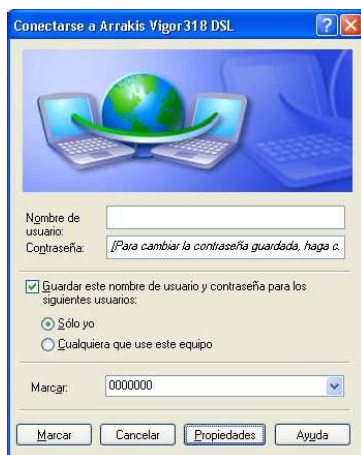 Conectarse a Arrakis Vigor318 DSL
Nombre de
usuario:
Contraseña: [Para cambiar la contraseña guardada, haga c.
Guardar este nombre de usuario y contraseña para los
siguientes usuarios:
Sólo yo
Cualquiera que use este equipo
Marcar: 0000000
Marcar Cancelar Propiedades Ayuda